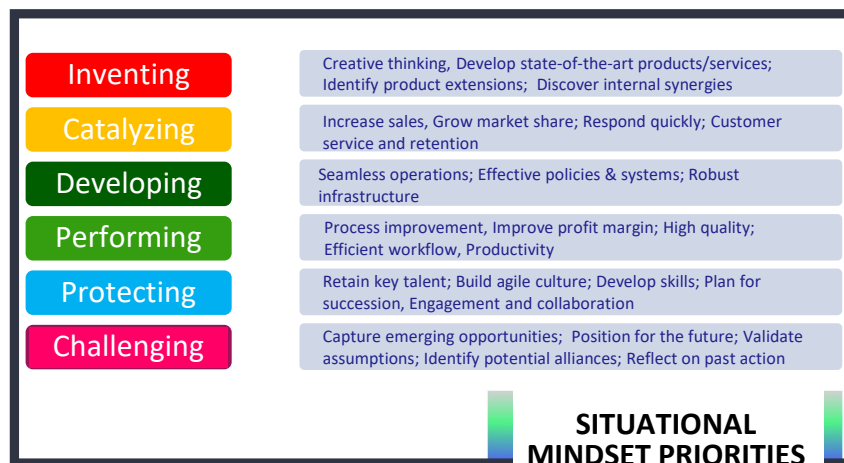 Inventing
Creative thinking, Develop state-of-the-art products/services;
Identify product extensions;  Discover internal synergies
Catalyzing
Increase sales, Grow market share; Respond quickly; Customer
service and retention
Developing
Seamless operations; Effective policies & systems; Robust
infrastructure
Performing
Process improvement, Improve profit margin; High quality;
Efficient workflow, Productivity
Protecting
Retain key talent; Build agile culture; Develop skills; Plan for
succession, Engagement and collaboration
Challenging
Capture emerging opportunities;  Position for the future; Validate
assumptions; Identify potential alliances; Reflect on past action
SITUATIONAL
MINDSET PRIORITIES